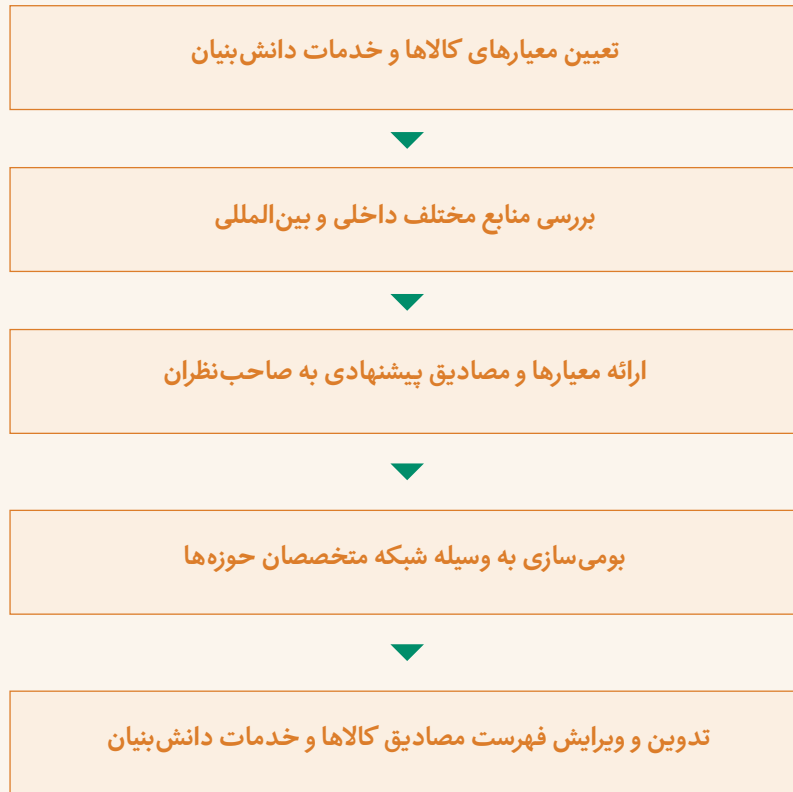 تعیین معیارهای کالاها و خدمات دانش‌بنیان
بررسی منابع مختلف داخلی و بین‌المللی
ارائه معیارها و مصادیق پیشنهادی به صاحب‌نظران
بومی‌سازی به وسیله شبکه متخصصان حوزه‌ها
تدوین و ویرایش فهرست مصادیق کالاها و خدمات دانش‌بنیان